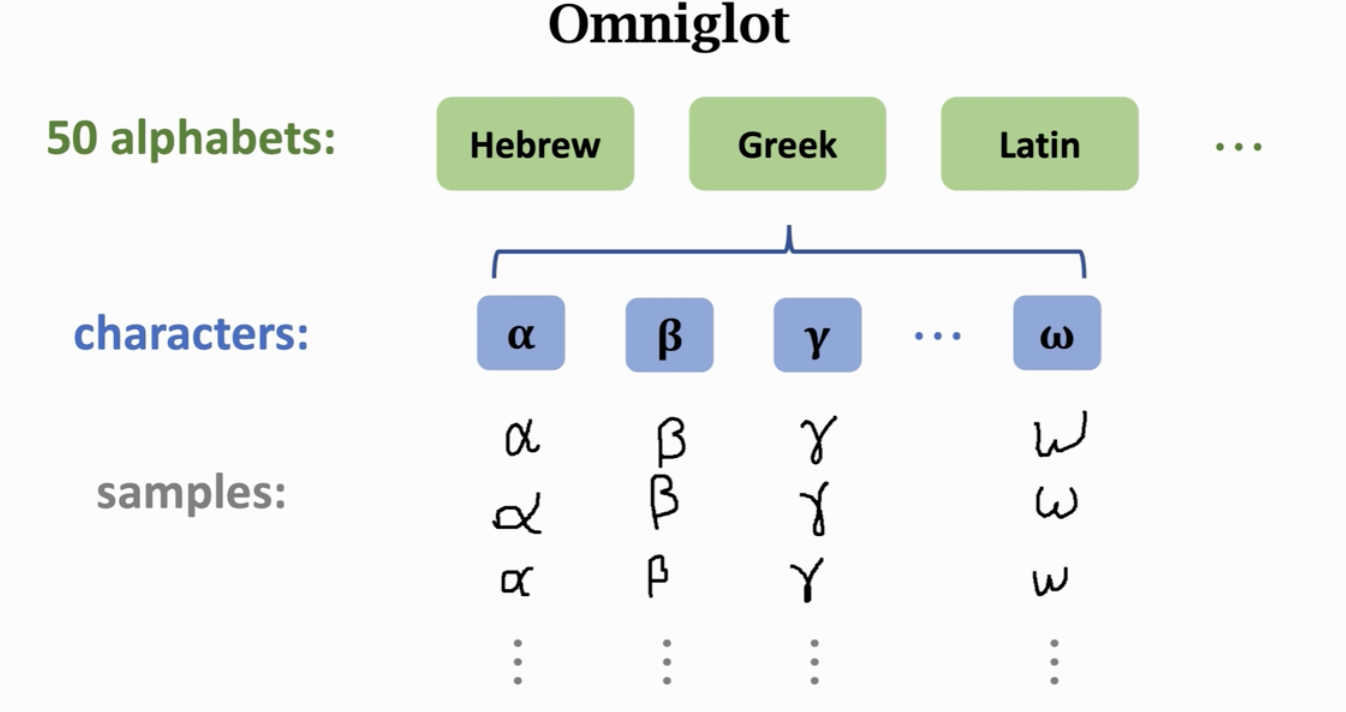 Omniglot
50 alphabets: Hebrew Greek Latin ...
characters: α β γ ... ω
α β γ ω
samples:
α β γ ω
α β γ ω